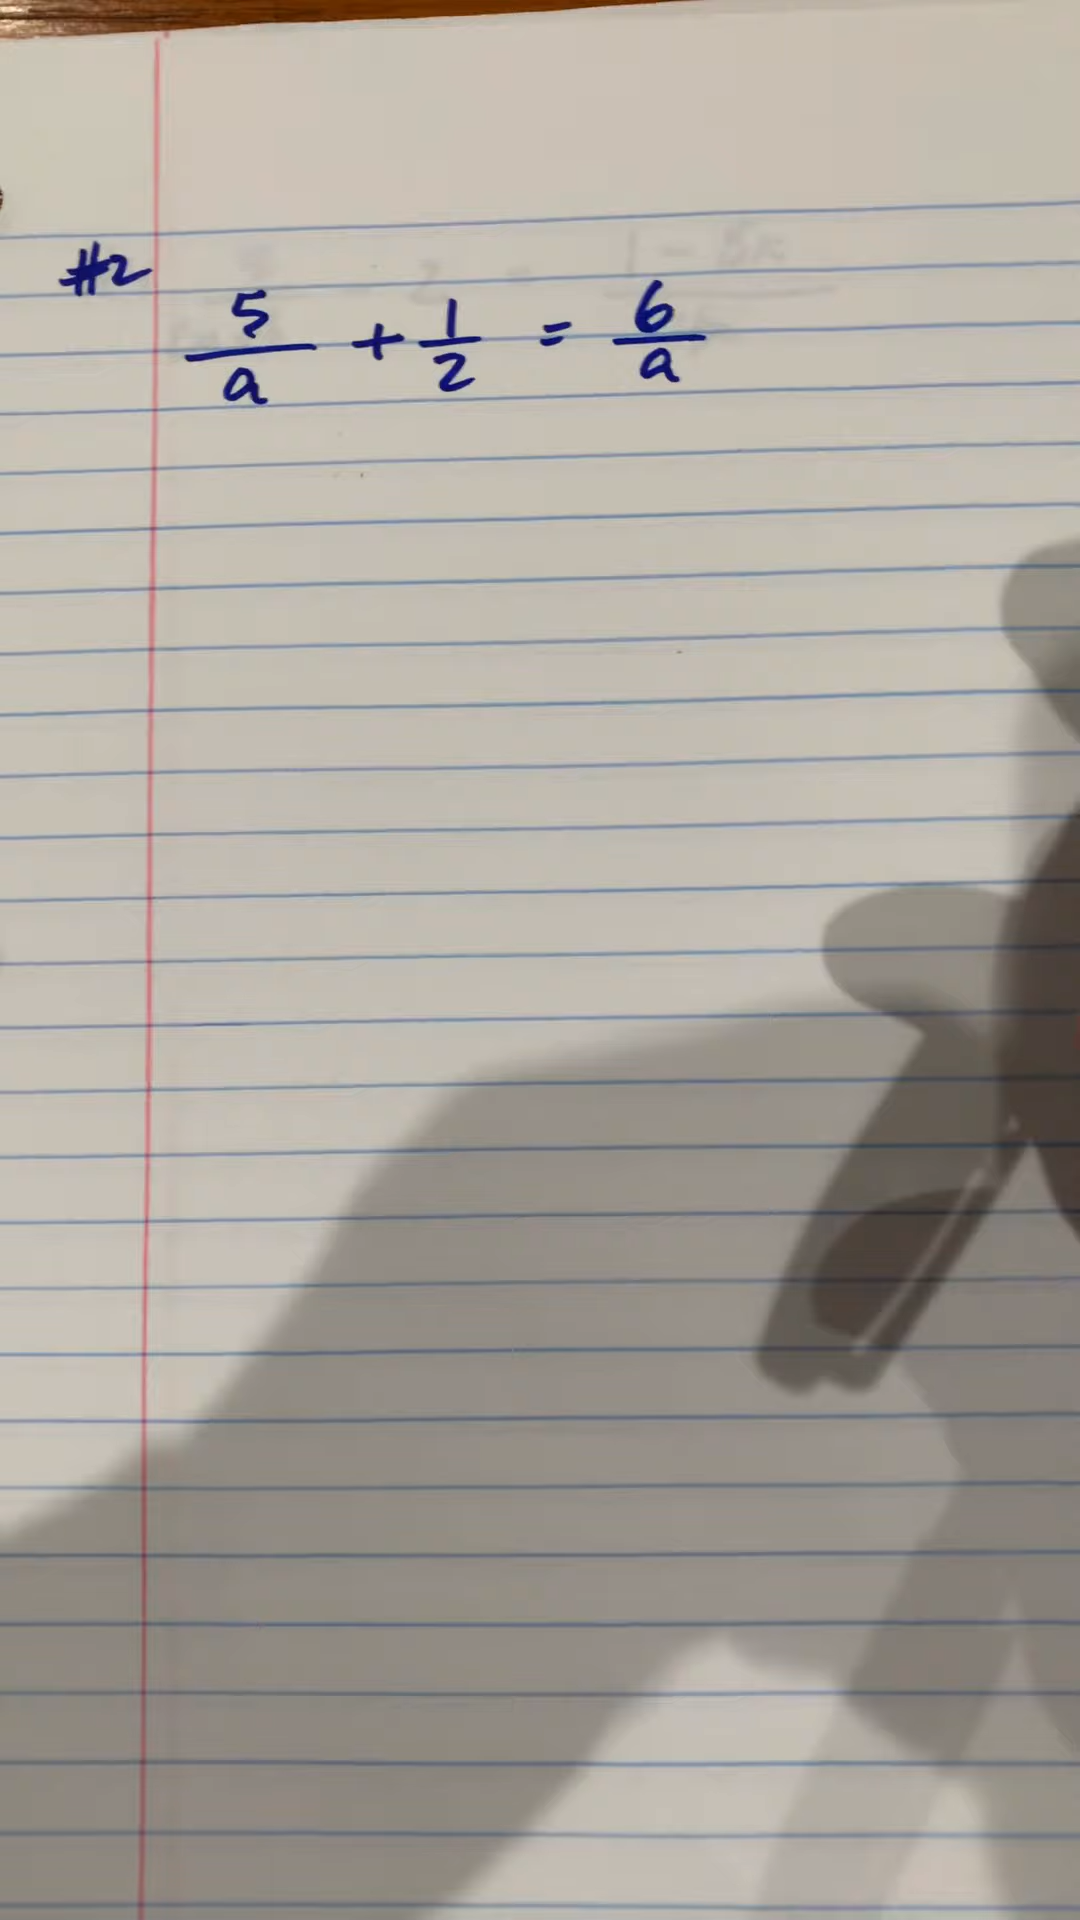 #2
5/a + 1/2 = 6/a